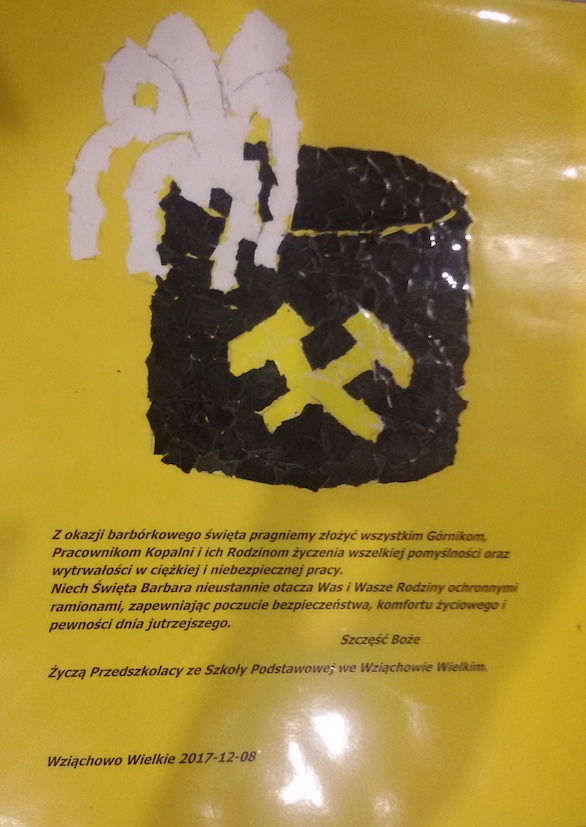 Z okazji barbórkowego święta pragniemy złożyć wszystkim Górnikom,
Pracownikom Kopalni i ich Rodzinom życzenia wszelkiej pomyślności oraz
wytrwałości w ciężkiej i niebezpiecznej pracy.
Niech Święta Barbara nieustannie otacza Was i Wasze Rodziny ochronnymi
ramionami, zapewniając poczucie bezpieczeństwa, komfortu życiowego i
pewności dnia jutrzejszego.
Szczęść Boże
Życzą Przedszkolacy ze Szkoły Podstawowej we Wziąchowie Wielkim.
Wziąchowo Wielkie 2017-12-08